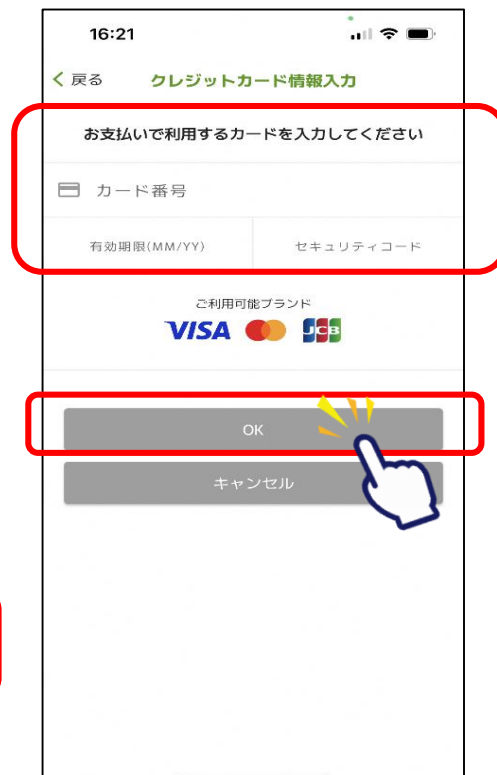 16:21
戻る クレジットカード情報入力
お支払いで利用するカードを入力してください
カード番号
有効期限(MM/YY) セキュリティコード
ご利用可能ブランド
VISA JCB
OK
キャンセル